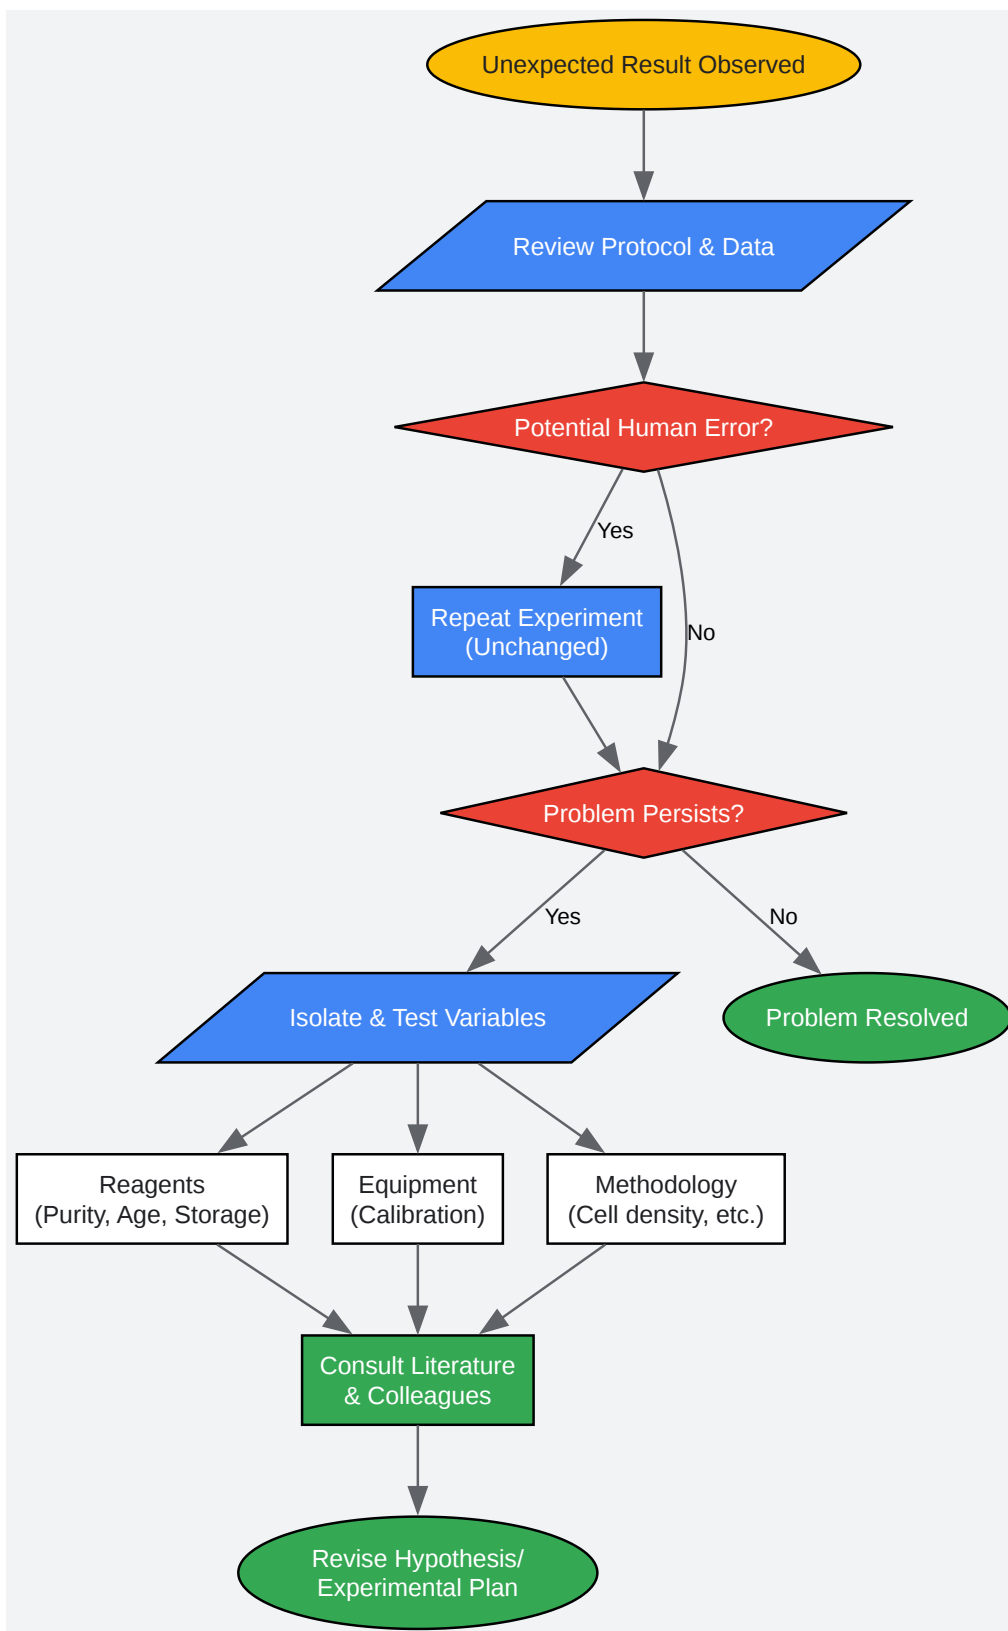 Unexpected Result Observed
Review Protocol & Data
Potential Human Error?
Yes
Repeat Experiment
(Unchanged)
No
Problem Persists?
Yes
No
Isolate & Test Variables
Problem Resolved
Reagents
(Purity, Age, Storage)
Equipment
(Calibration)
Methodology
(Cell density, etc.)
Consult Literature
& Colleagues
Revise Hypothesis/
Experimental Plan